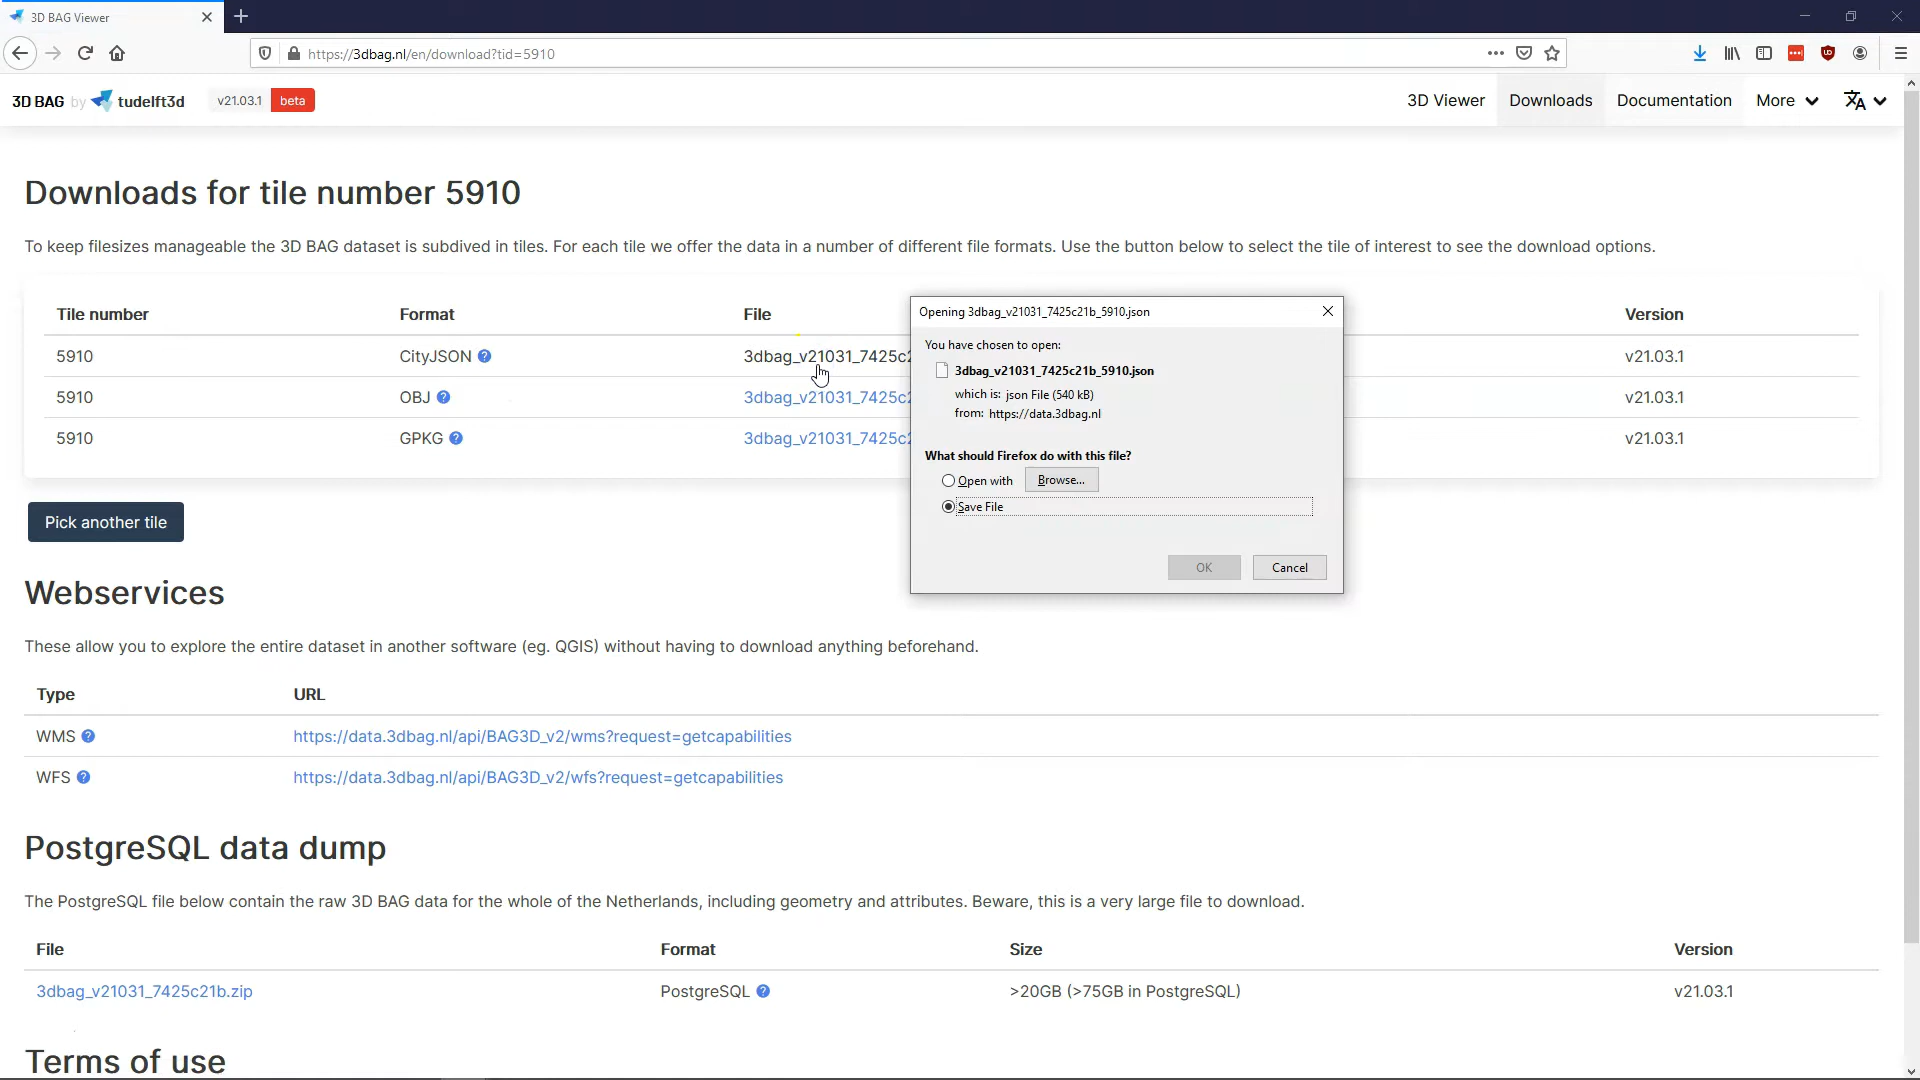 3D BAG Viewer
https://3dbag.nl/en/download?tid=5910
3D BAG by tudelft3d v21.03.1 beta 3D Viewer Downloads Documentation More
Downloads for tile number 5910
To keep filesizes manageable the 3D BAG dataset is subdived in tiles. For each tile we offer the data in a number of different file formats. Use the button below to select the tile of interest to see the download options.
Tile number Format File Version
5910 CityJSON 3dbag_v21031_7425c2 v21.03.1
5910 OBJ 3dbag_v21031_7425c2 v21.03.1
5910 GPKG 3dbag_v21031_7425c2 v21.03.1
Opening 3dbag_v21031_7425c21b_5910.json
You have chosen to open:
3dbag_v21031_7425c21b_5910.json
which is: json File (540 kB)
from: https://data.3dbag.nl
What should Firefox do with this file?
Open with Browse...
Save File
OK Cancel
Pick another tile
Webservices
These allow you to explore the entire dataset in another software (eg. QGIS) without having to download anything beforehand.
Type URL
WMS https://data.3dbag.nl/api/BAG3D_v2/wms?request=getcapabilities
WFS https://data.3dbag.nl/api/BAG3D_v2/wfs?request=getcapabilities
PostgreSQL data dump
The PostgreSQL file below contain the raw 3D BAG data for the whole of the Netherlands, including geometry and attributes. Beware, this is a very large file to download.
File Format Size Version
3dbag_v21031_7425c21b.zip PostgreSQL >20GB (>75GB in PostgreSQL) v21.03.1
Terms of use